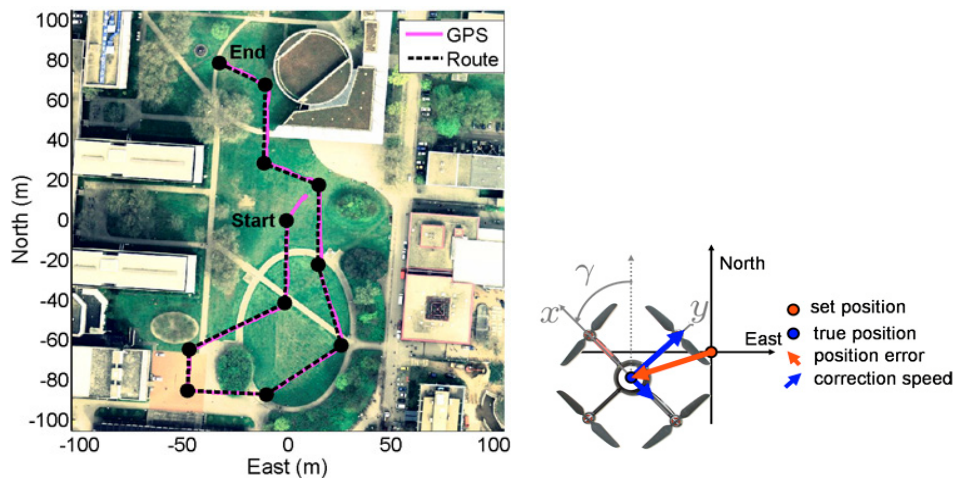 100
80
60
40
20
0
-20
-40
-60
-80
-100
North (m)
-100
-50
0
50
100
East (m)
End
Start
GPS
Route
γ
x
y
North
East
set position
true position
position error
correction speed